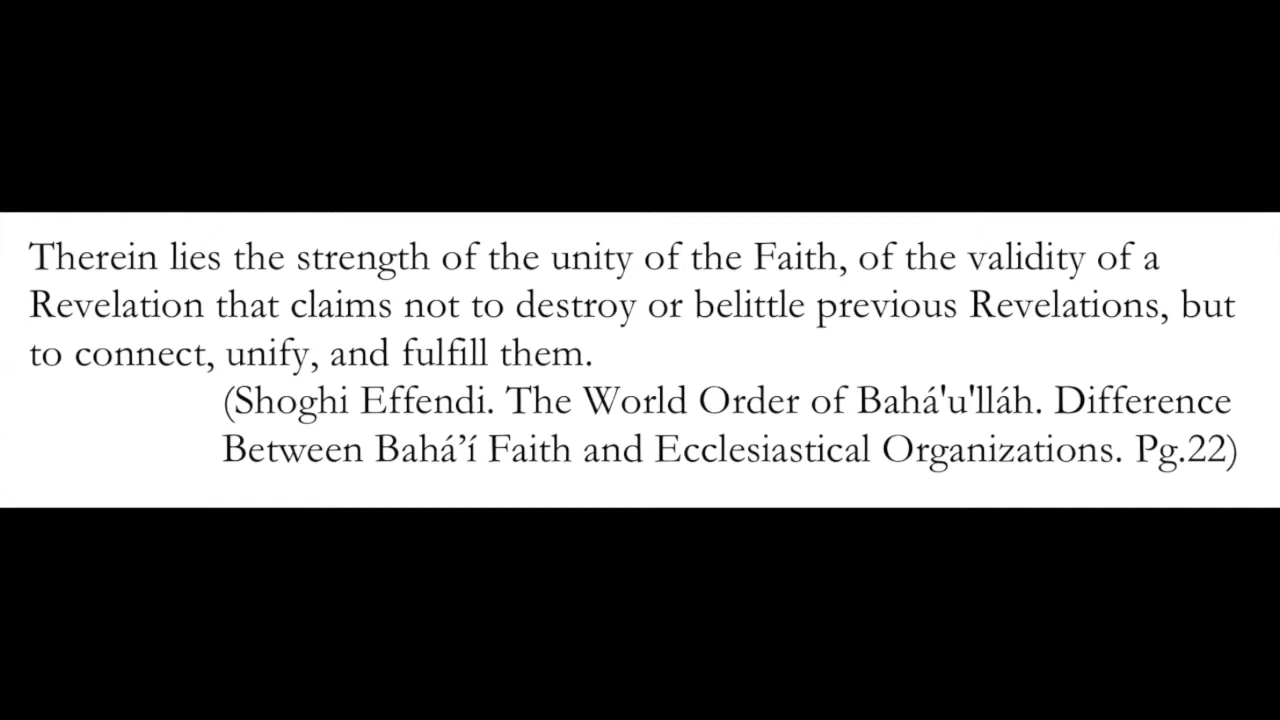 Therein lies the strength of the unity of the Faith, of the validity of a
Revelation that claims not to destroy or belittle previous Revelations, but
to connect, unify, and fulfill them.
(Shoghi Effendi. The World Order of Bahá'u'lláh. Difference
Between Bahá’í Faith and Ecclesiastical Organizations. Pg.22)